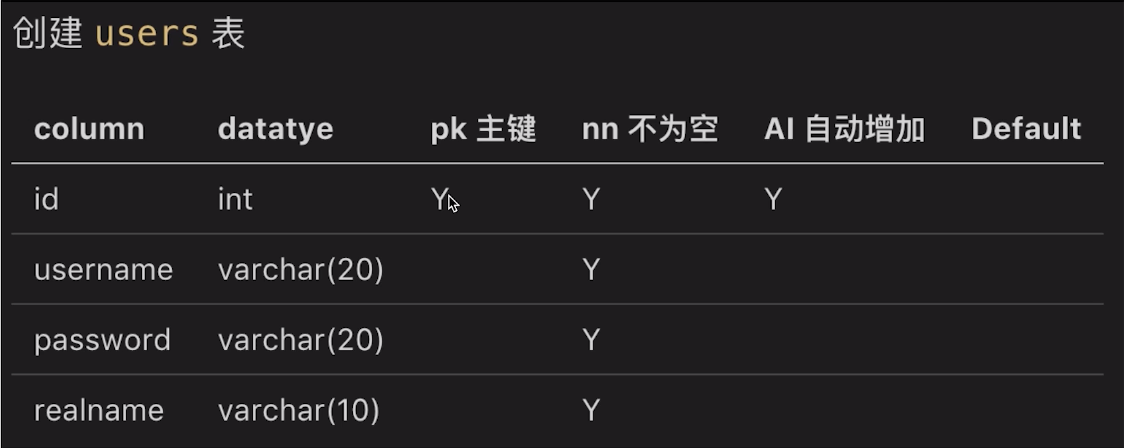 创建 users 表
column datatye pk 主键 nn 不为空 AI 自动增加 Default
id int Y Y Y
username varchar(20) Y
password varchar(20) Y
realname varchar(10) Y